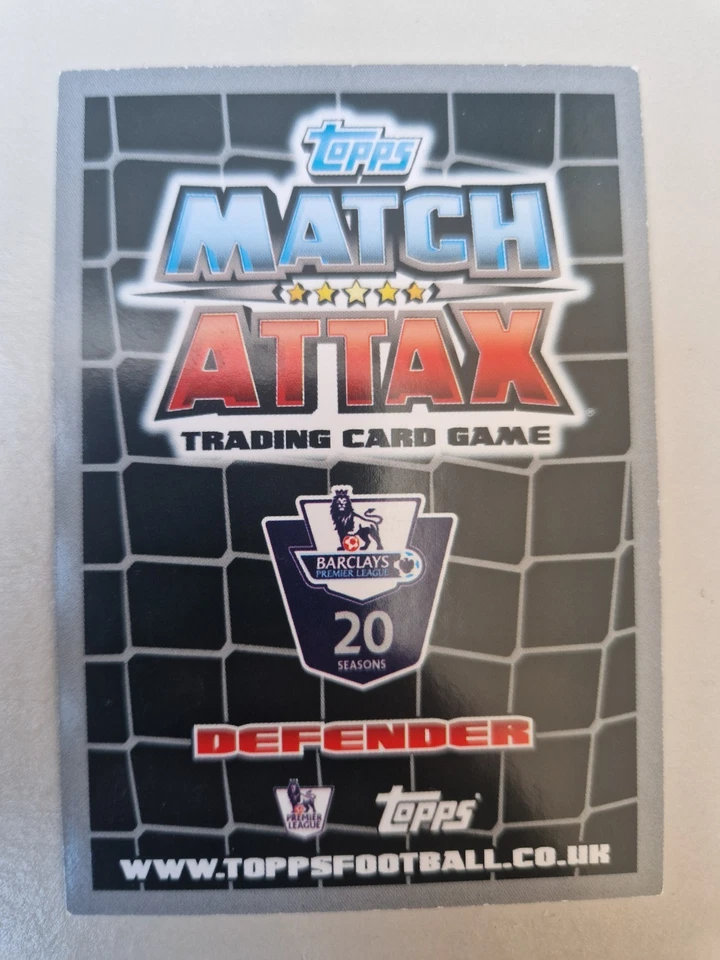 Topps
MATCH
ATTAX
®
TRADING CARD GAME
BARCLAYS
PREMIER LEAGUE
20
SEASONS
DEFENDER
PREMIER
LEAGUE
Topps
WWW.TOPPSFOOTBALL.CO.UK